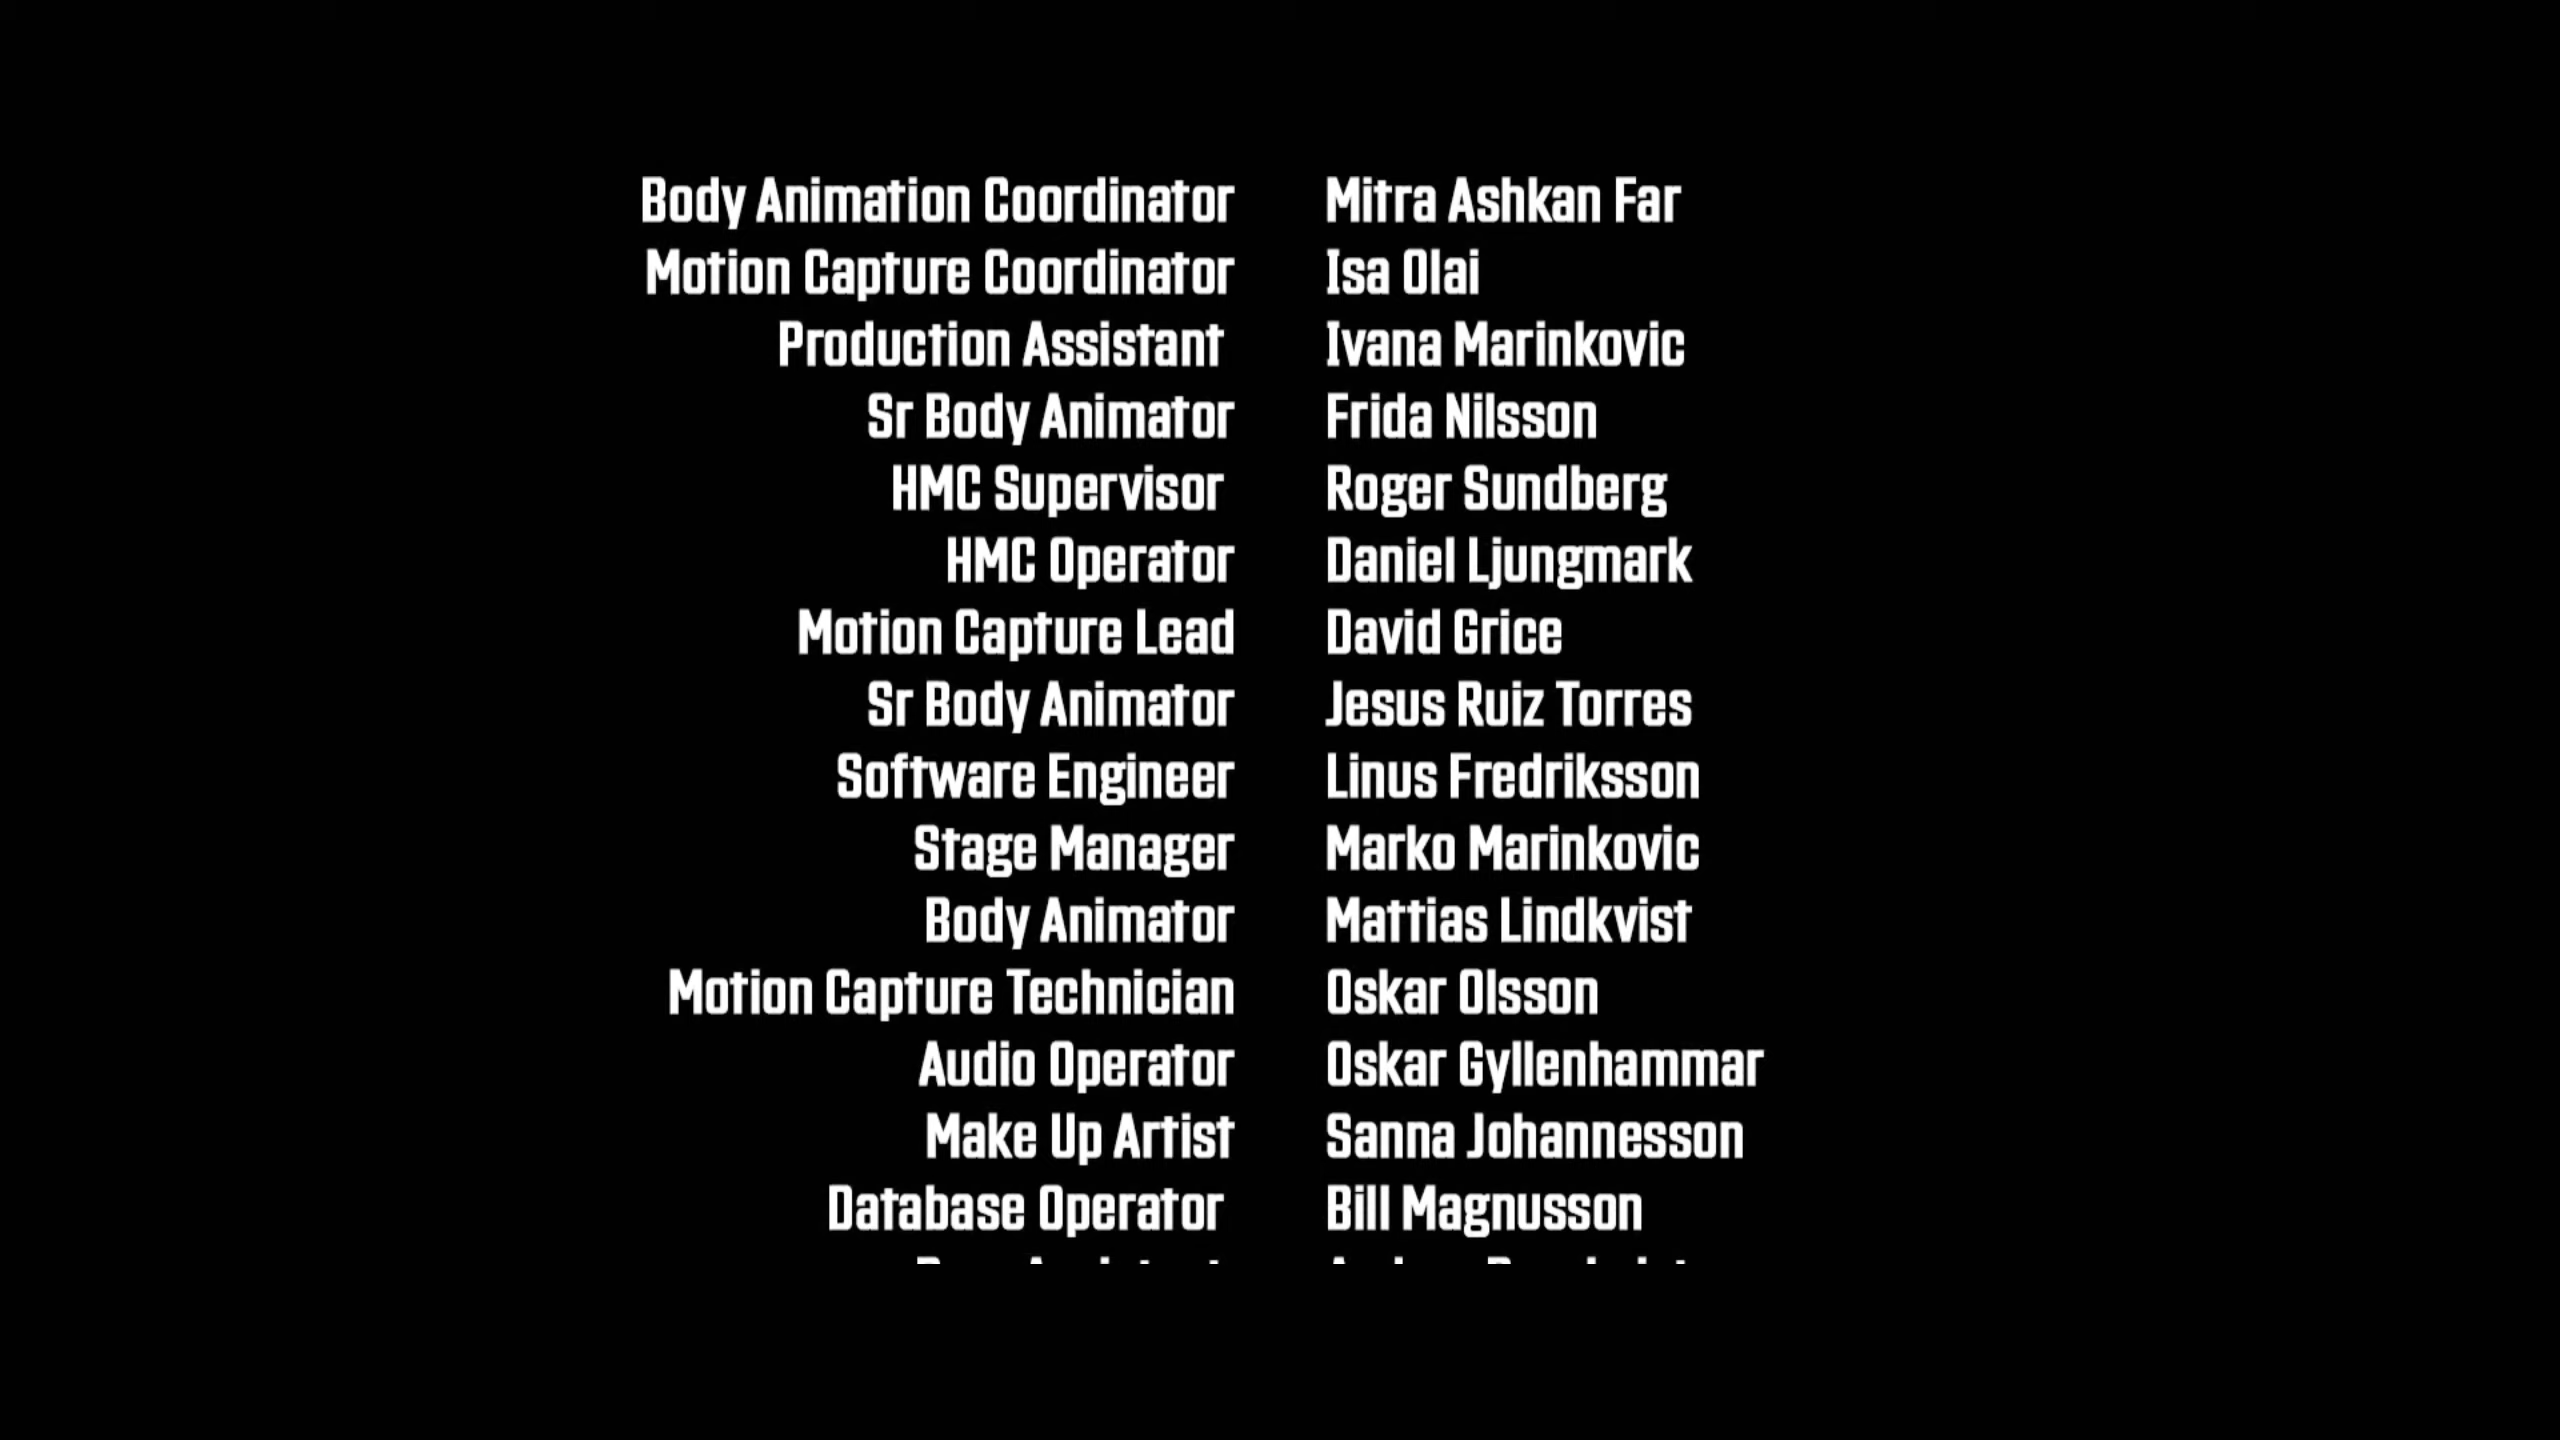 Body Animation Coordinator Mitra Ashkan Far
Motion Capture Coordinator Isa Olai
Production Assistant Ivana Marinkovic
Sr Body Animator Frida Nilsson
HMC Supervisor Roger Sundberg
HMC Operator Daniel Ljungmark
Motion Capture Lead David Grice
Sr Body Animator Jesus Ruiz Torres
Software Engineer Linus Fredriksson
Stage Manager Marko Marinkovic
Body Animator Mattias Lindkvist
Motion Capture Technician Oskar Olsson
Audio Operator Oskar Gyllenhammar
Make Up Artist Sanna Johannesson
Database Operator Bill Magnusson